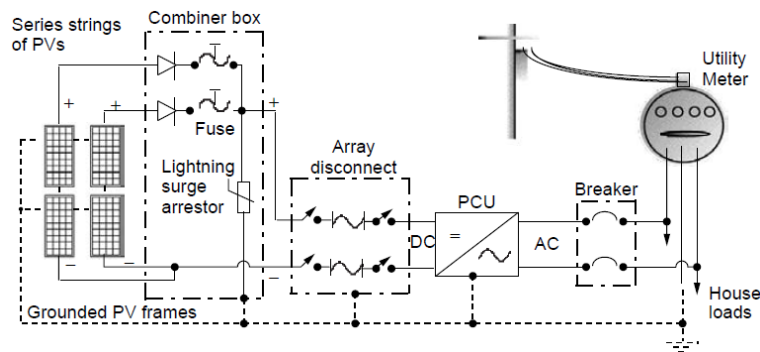 Series strings
of PVs
Combiner box
+
+
Fuse
+
Lightning
surge
arrestor
Array
disconnect
Utility
Meter
PCU
Breaker
DC
=
AC
−
−
−
Grounded PV frames
House
loads